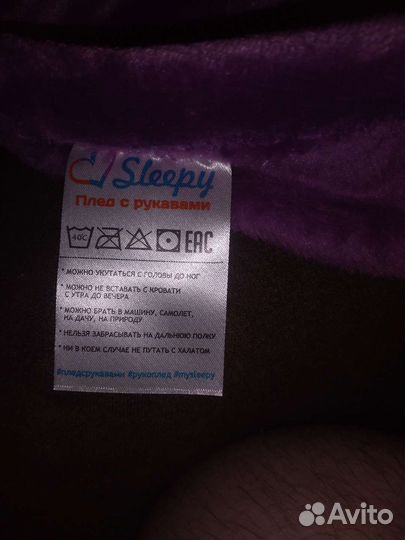 Sleepy
Плед с рукавами
40C EAC
* МОЖНО УКУТАТЬСЯ С ГОЛОВЫ ДО НОГ
* МОЖНО НЕ ВСТАВАТЬ С КРОВАТИ
С УТРА ДО ВЕЧЕРА
* МОЖНО БРАТЬ В МАШИНУ, САМОЛЕТ,
НА ДАЧУ, НА ПРИРОДУ
* НЕЛЬЗЯ ЗАБРАСЫВАТЬ НА ДАЛЬНЮЮ ПОЛКУ
* НИ В КОЕМ СЛУЧАЕ НЕ ПУТАТЬ С ХАЛАТОМ
#пледсрукавами #рукоплед #mysleepy
Avito